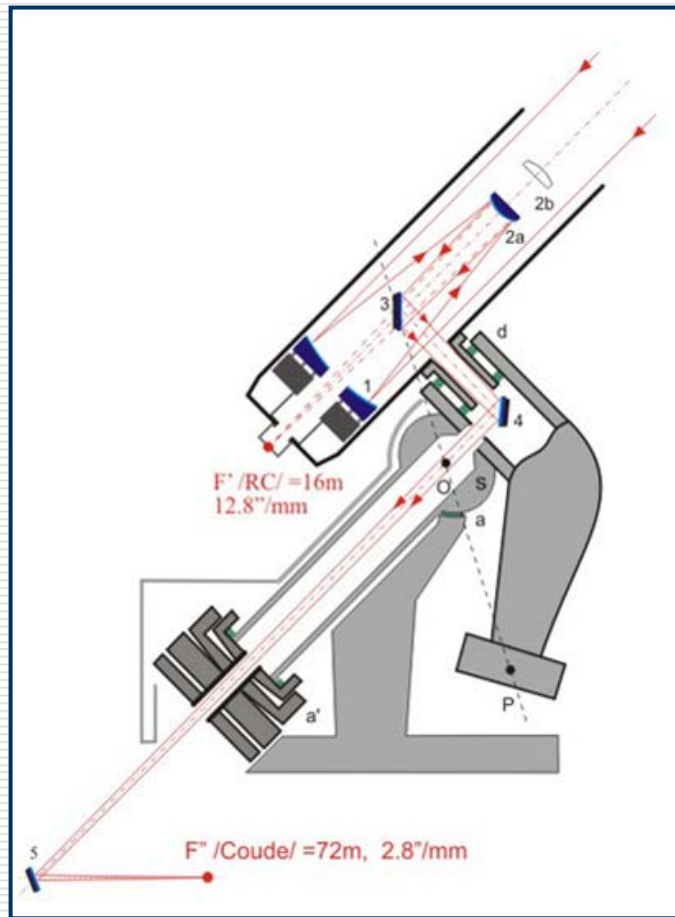 2b
2a
3
d
1
4
F' /RC/ =16m
12.8"/mm
O
S
a
P
a'
5
F" /Coude/ =72m, 2.8"/mm